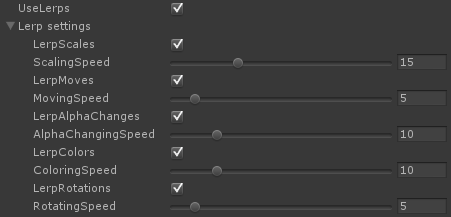 UseLerps
Lerp settings
LerpScales
ScalingSpeed 15
LerpMoves
MovingSpeed 5
LerpAlphaChanges
AlphaChangingSpeed 10
LerpColors
ColoringSpeed 10
LerpRotations
RotatingSpeed 5